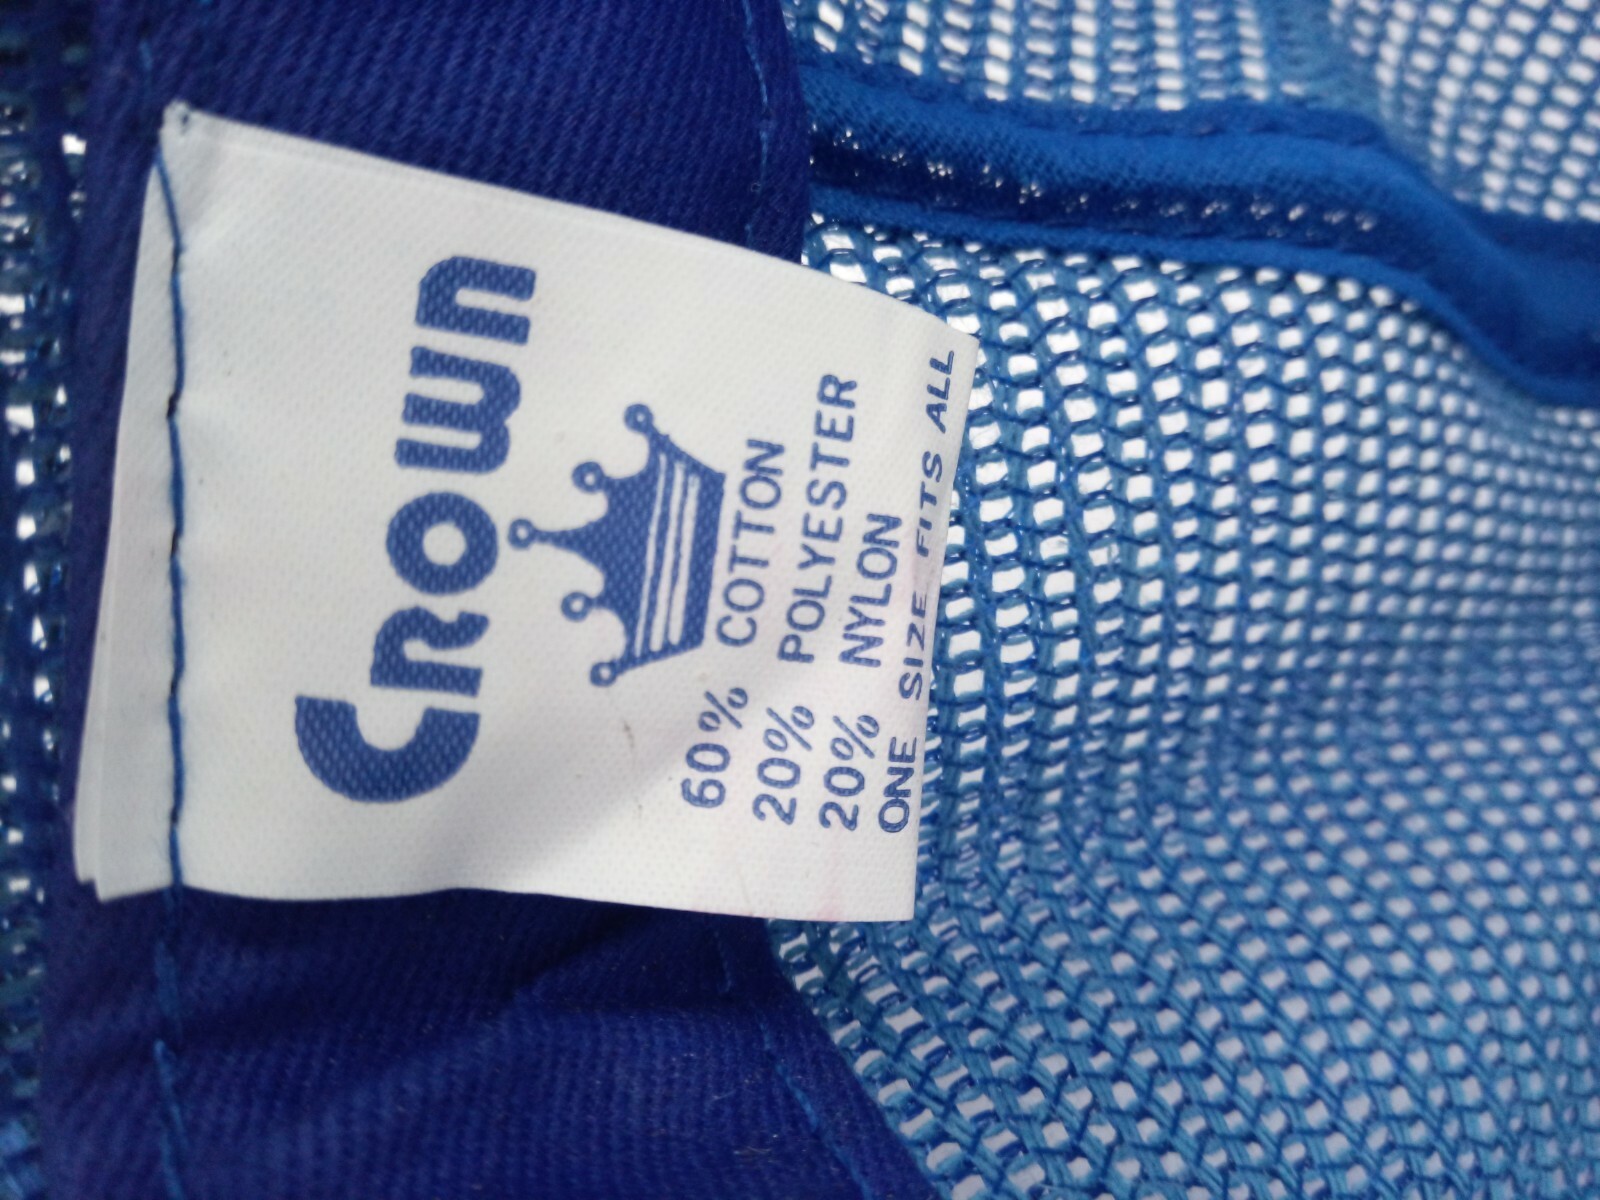 Crown
60% COTTON
20% POLYESTER
20% NYLON
ONE SIZE FITS ALL